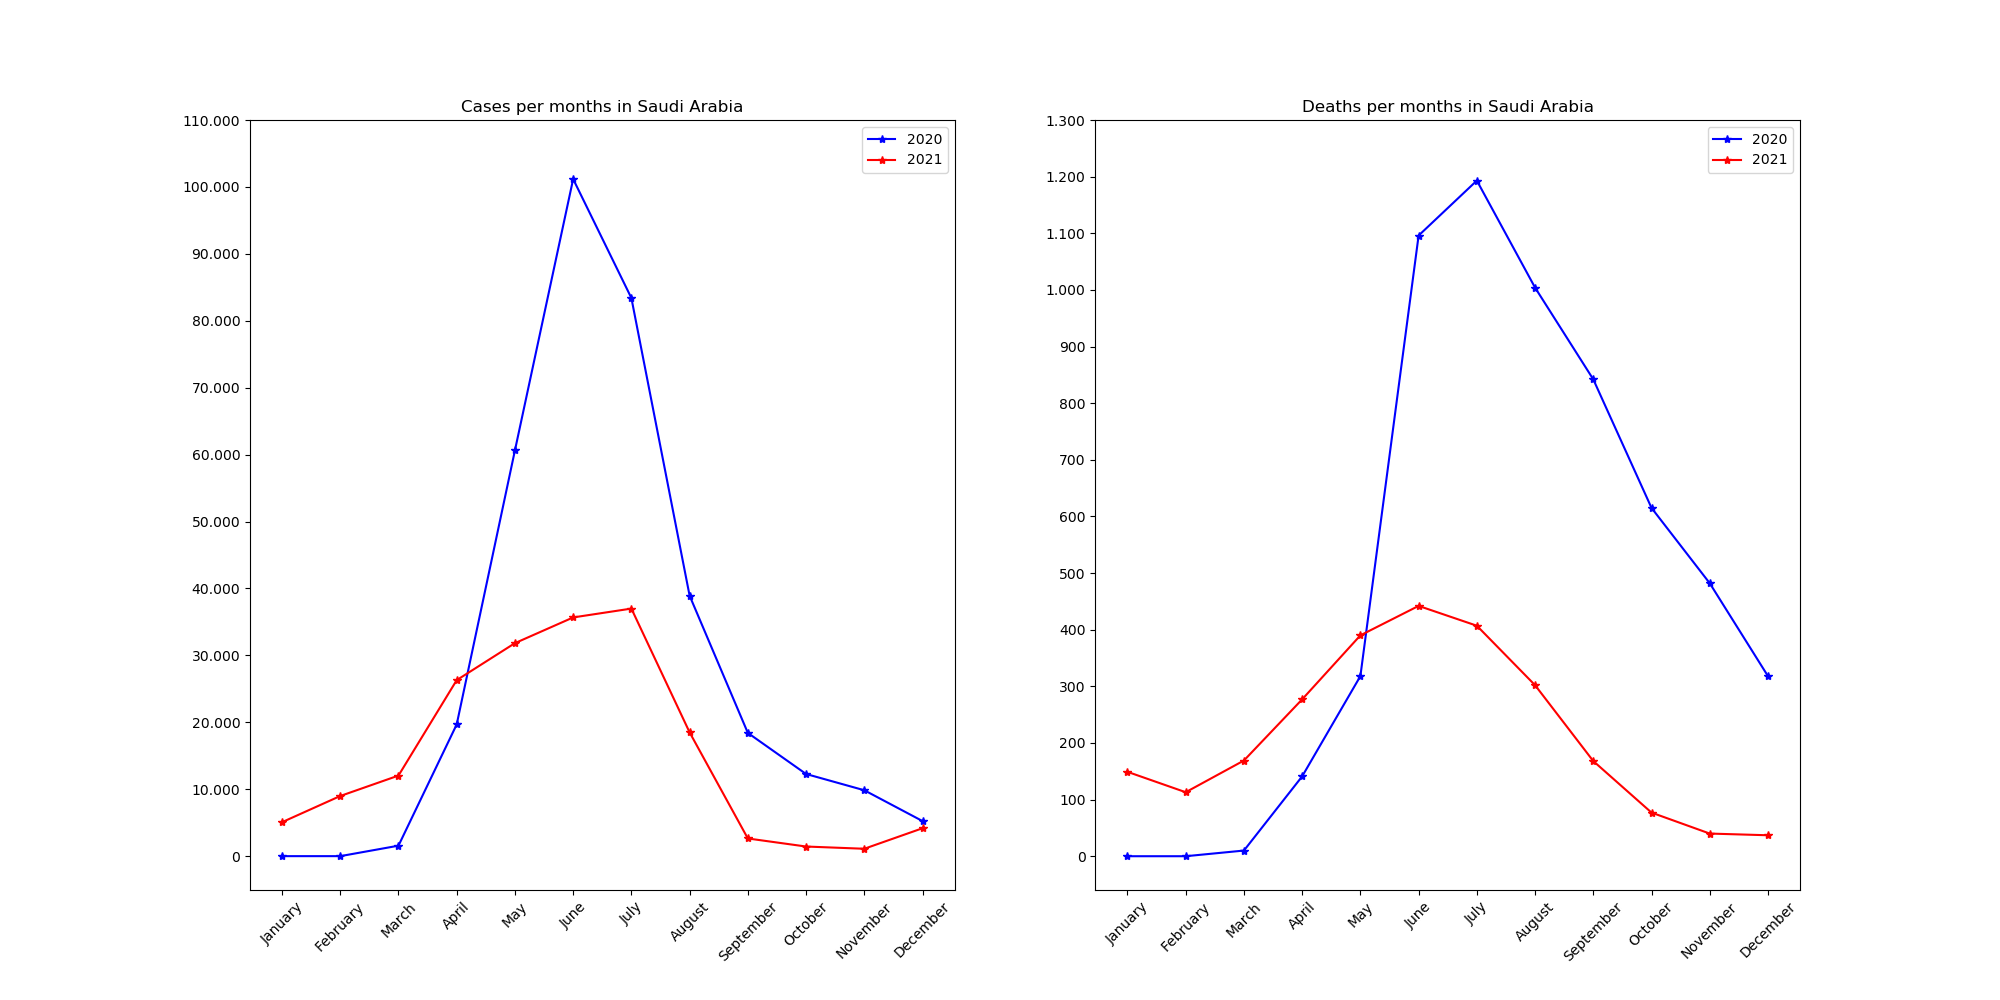 Cases per months in Saudi Arabia
110.000
100.000
90.000
80.000
70.000
60.000
50.000
40.000
30.000
20.000
10.000
0
2020
2021
January
February
March
April
May
June
July
August
September
October
November
December
Deaths per months in Saudi Arabia
1.300
1.200
1.100
1.000
900
800
700
600
500
400
300
200
100
0
2020
2021
January
February
March
April
May
June
July
August
September
October
November
December